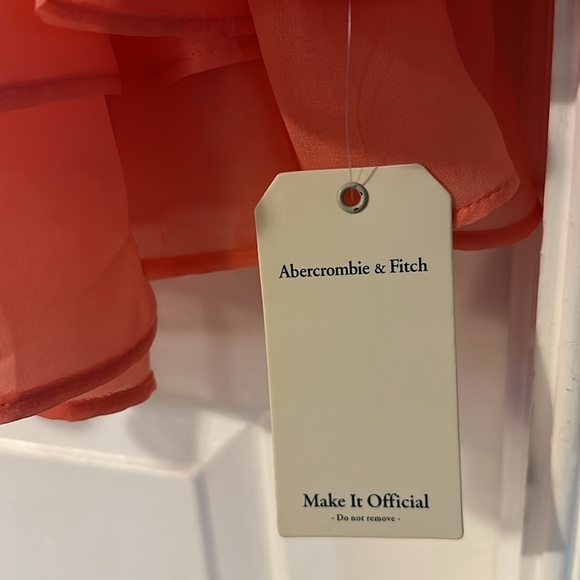 Abercrombie & Fitch
Make It Official
- Do not remove -